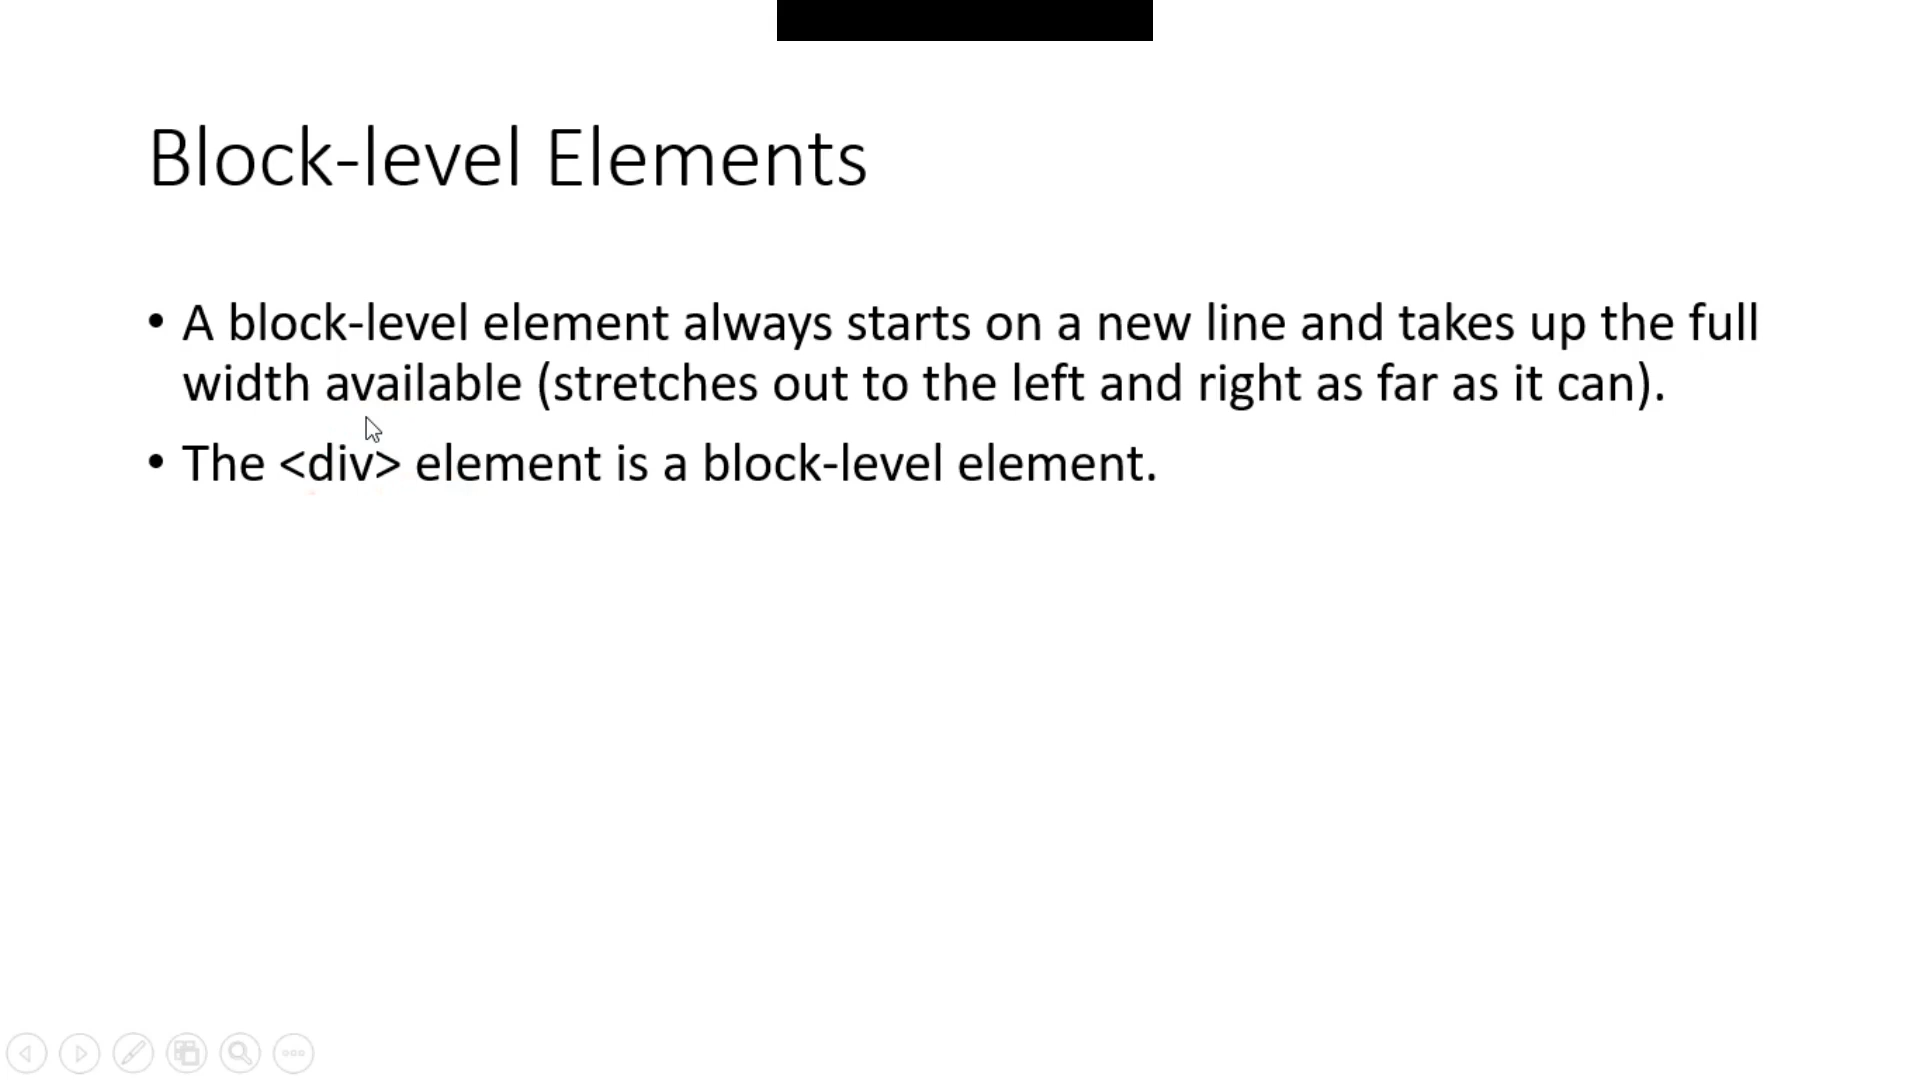 Block-level Elements
• A block-level element always starts on a new line and takes up the full
width available (stretches out to the left and right as far as it can).
• The <div> element is a block-level element.